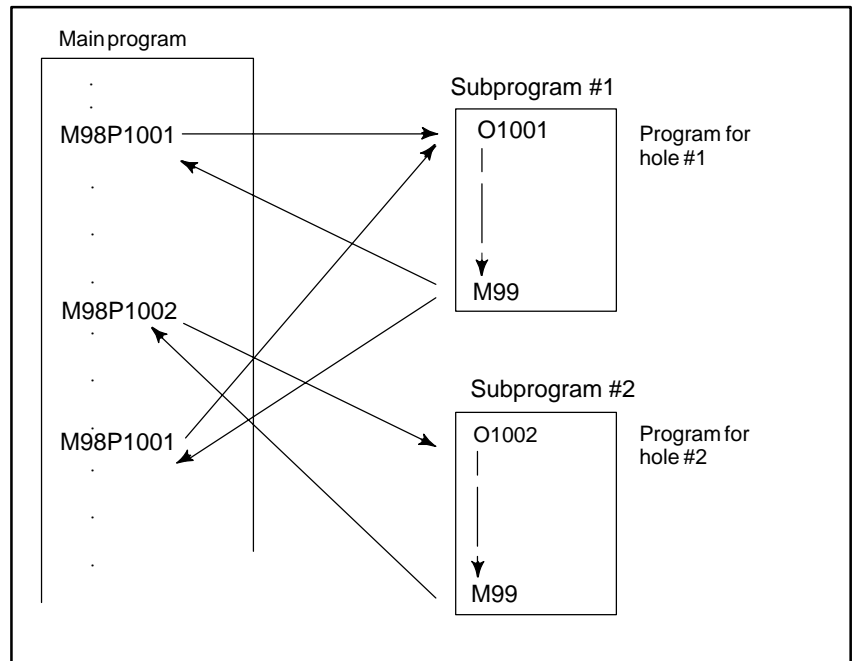 Main program
M98P1001
M98P1002
M98P1001
Subprogram #1
O1001
M99
Program for
hole #1
Subprogram #2
O1002
M99
Program for
hole #2